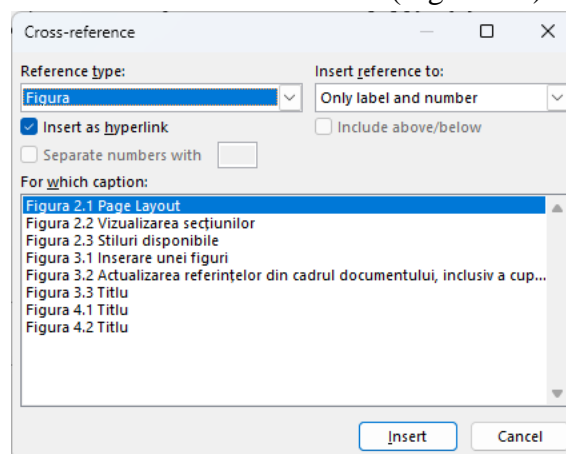 Cross-reference
Reference type:
Insert reference to:
Figura
Only label and number
Insert as hyperlink
Include above/below
Separate numbers with
For which caption:
Figura 2.1 Page Layout
Figura 2.2 Vizualizarea secțiunilor
Figura 2.3 Stiluri disponibile
Figura 3.1 Inserare unei figuri
Figura 3.2 Actualizarea referințelor din cadrul documentului, inclusiv a cup...
Figura 3.3 Titlu
Figura 4.1 Titlu
Figura 4.2 Titlu
Insert
Cancel